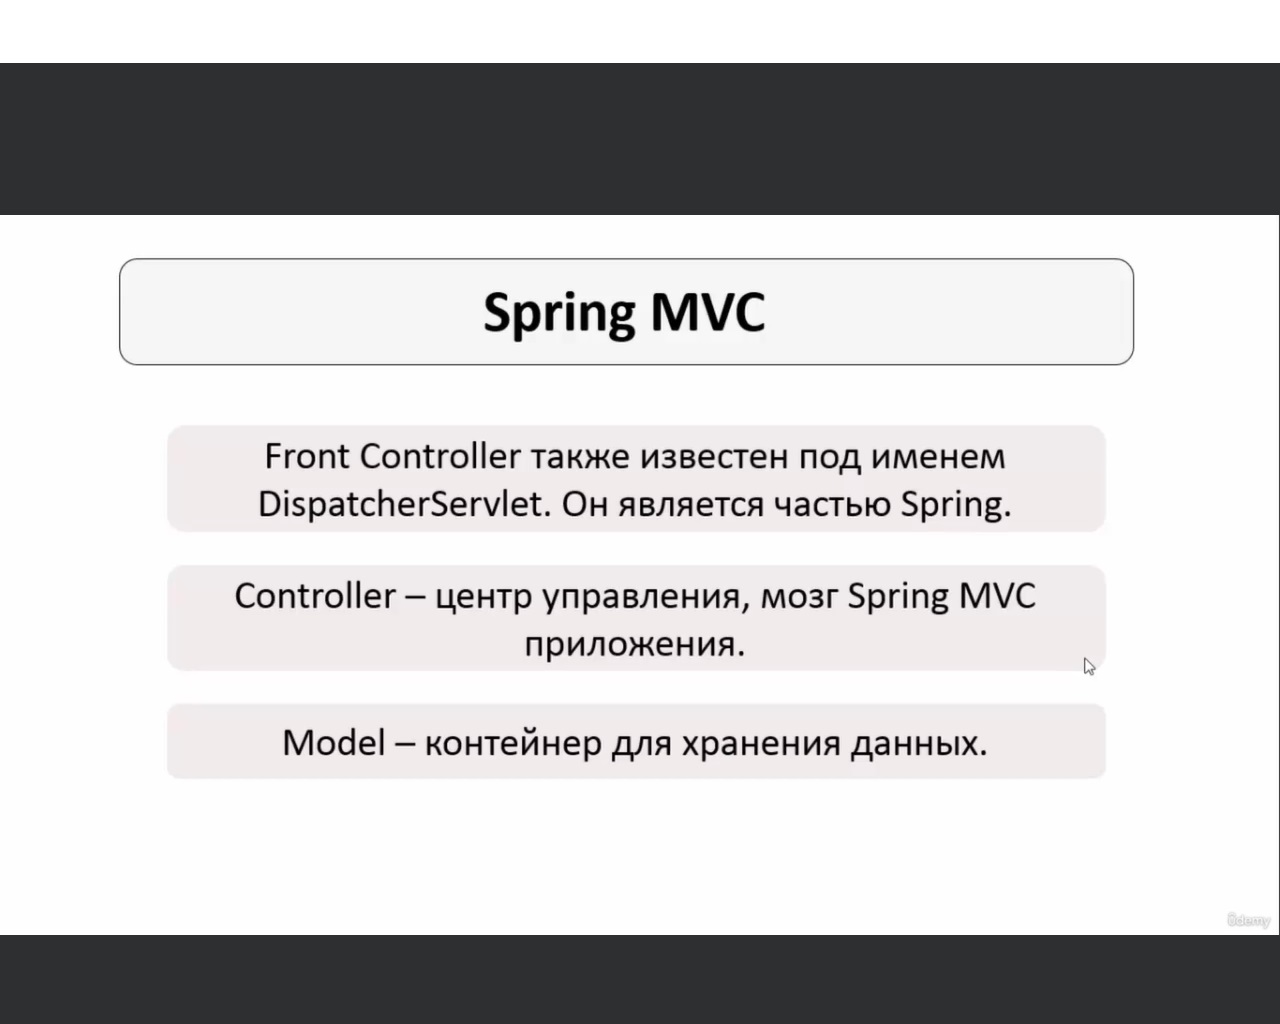 Spring MVC
Front Controller также известен под именем
DispatcherServlet. Он является частью Spring.
Controller – центр управления, мозг Spring MVC
приложения.
Model – контейнер для хранения данных.
ûdemy